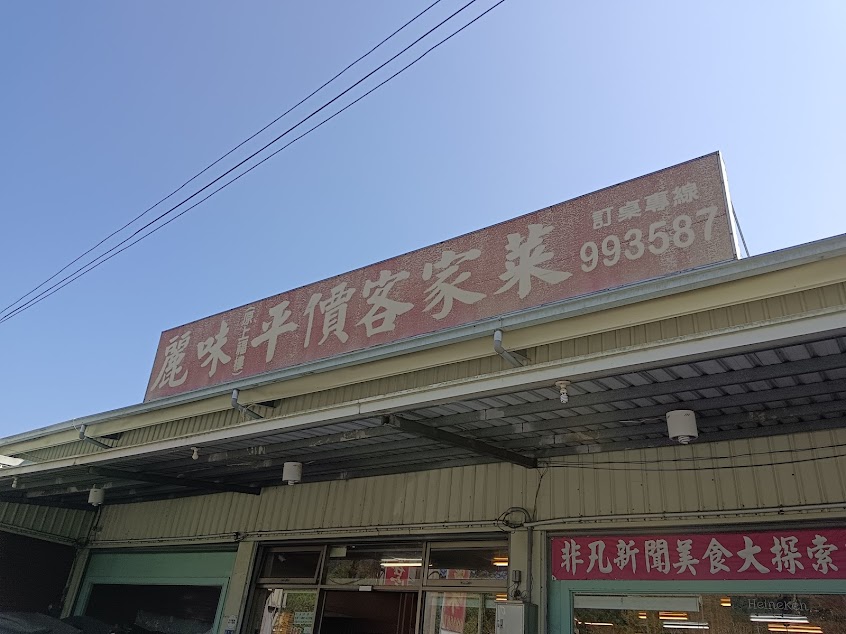 麗味平價客家菜
訂桌專線
993587
非凡新聞美食大探索
Heineken